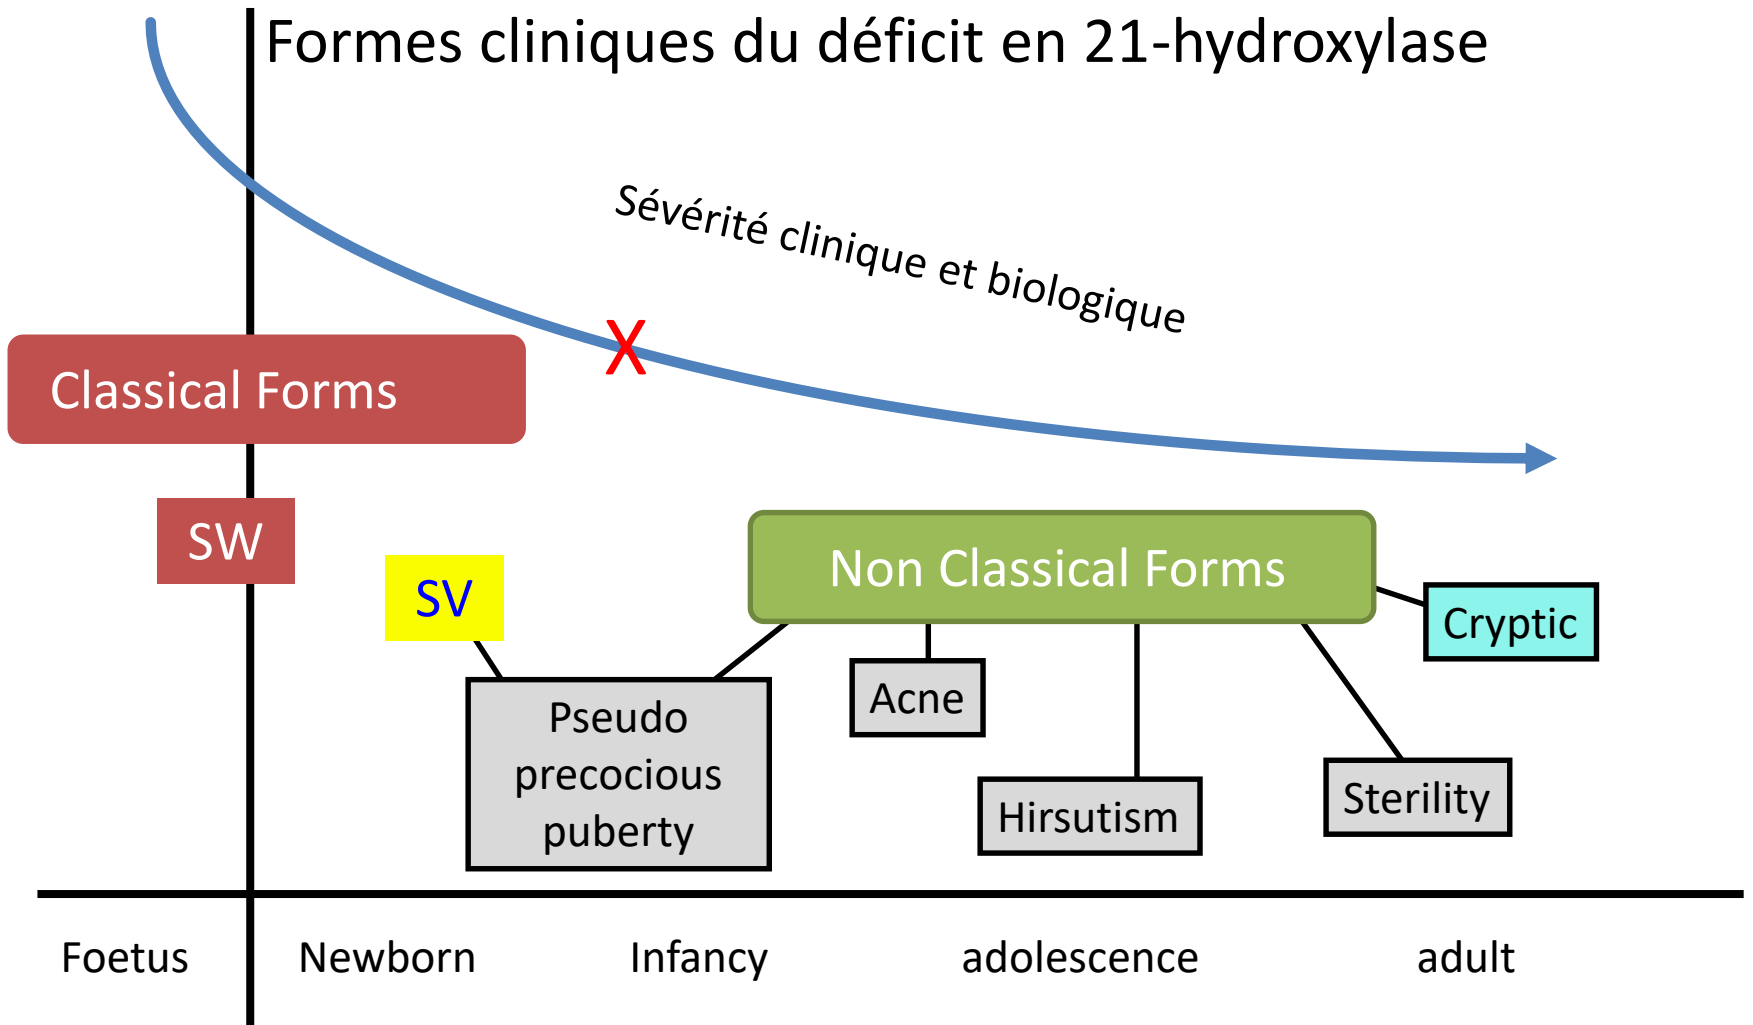 Formes cliniques du déficit en 21-hydroxylase
Sévérité clinique et biologique
X
Classical Forms
SW
SV
Non Classical Forms
Cryptic
Pseudo
precocious
puberty
Acne
Hirsutism
Sterility
Foetus
Newborn
Infancy
adolescence
adult